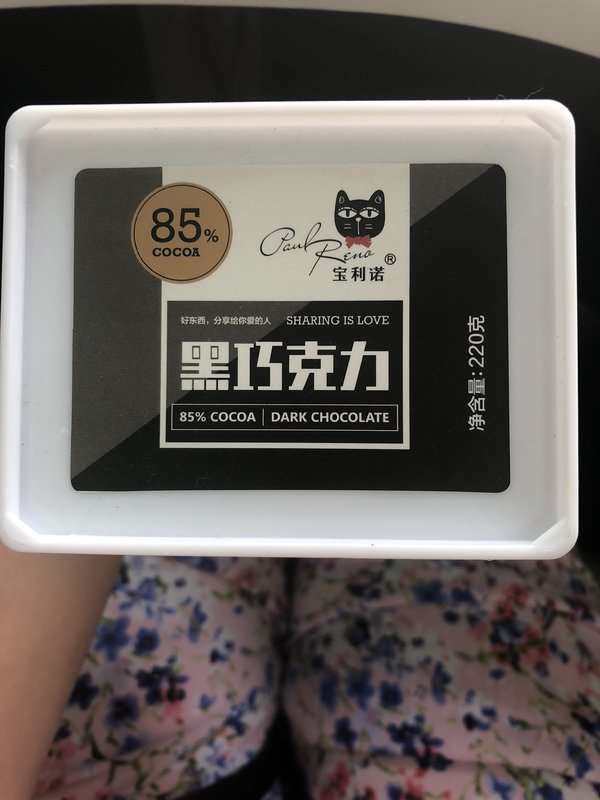 85%
COCOA
Paul Reno®
宝利诺
好东西，分享给你爱的人 SHARING IS LOVE
黑巧克力
85% COCOA | DARK CHOCOLATE
净含量: 220克